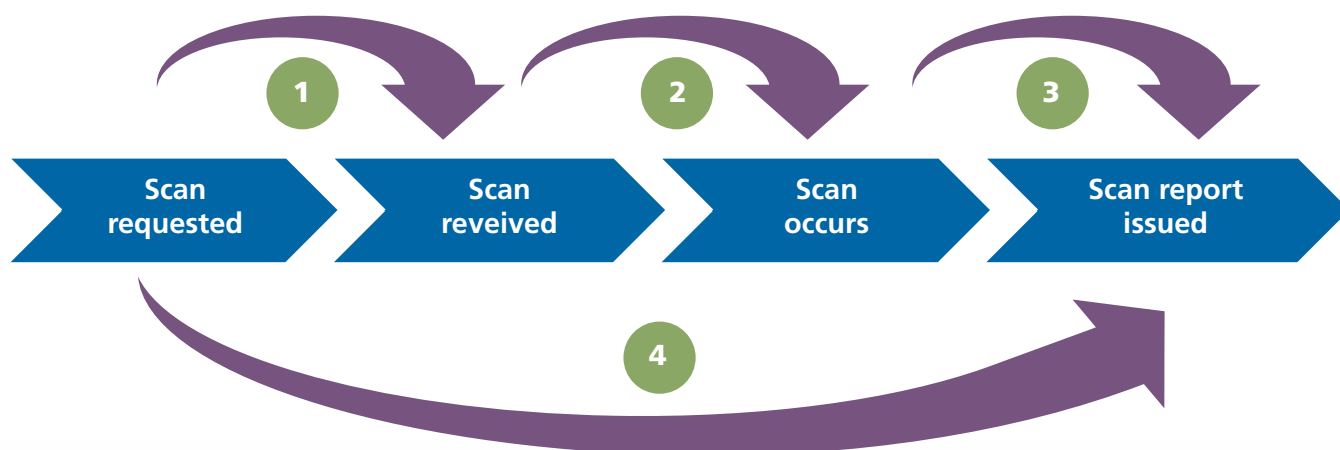 1
2
3
Scan
requested
Scan
reveived
Scan
occurs
Scan report
issued
4